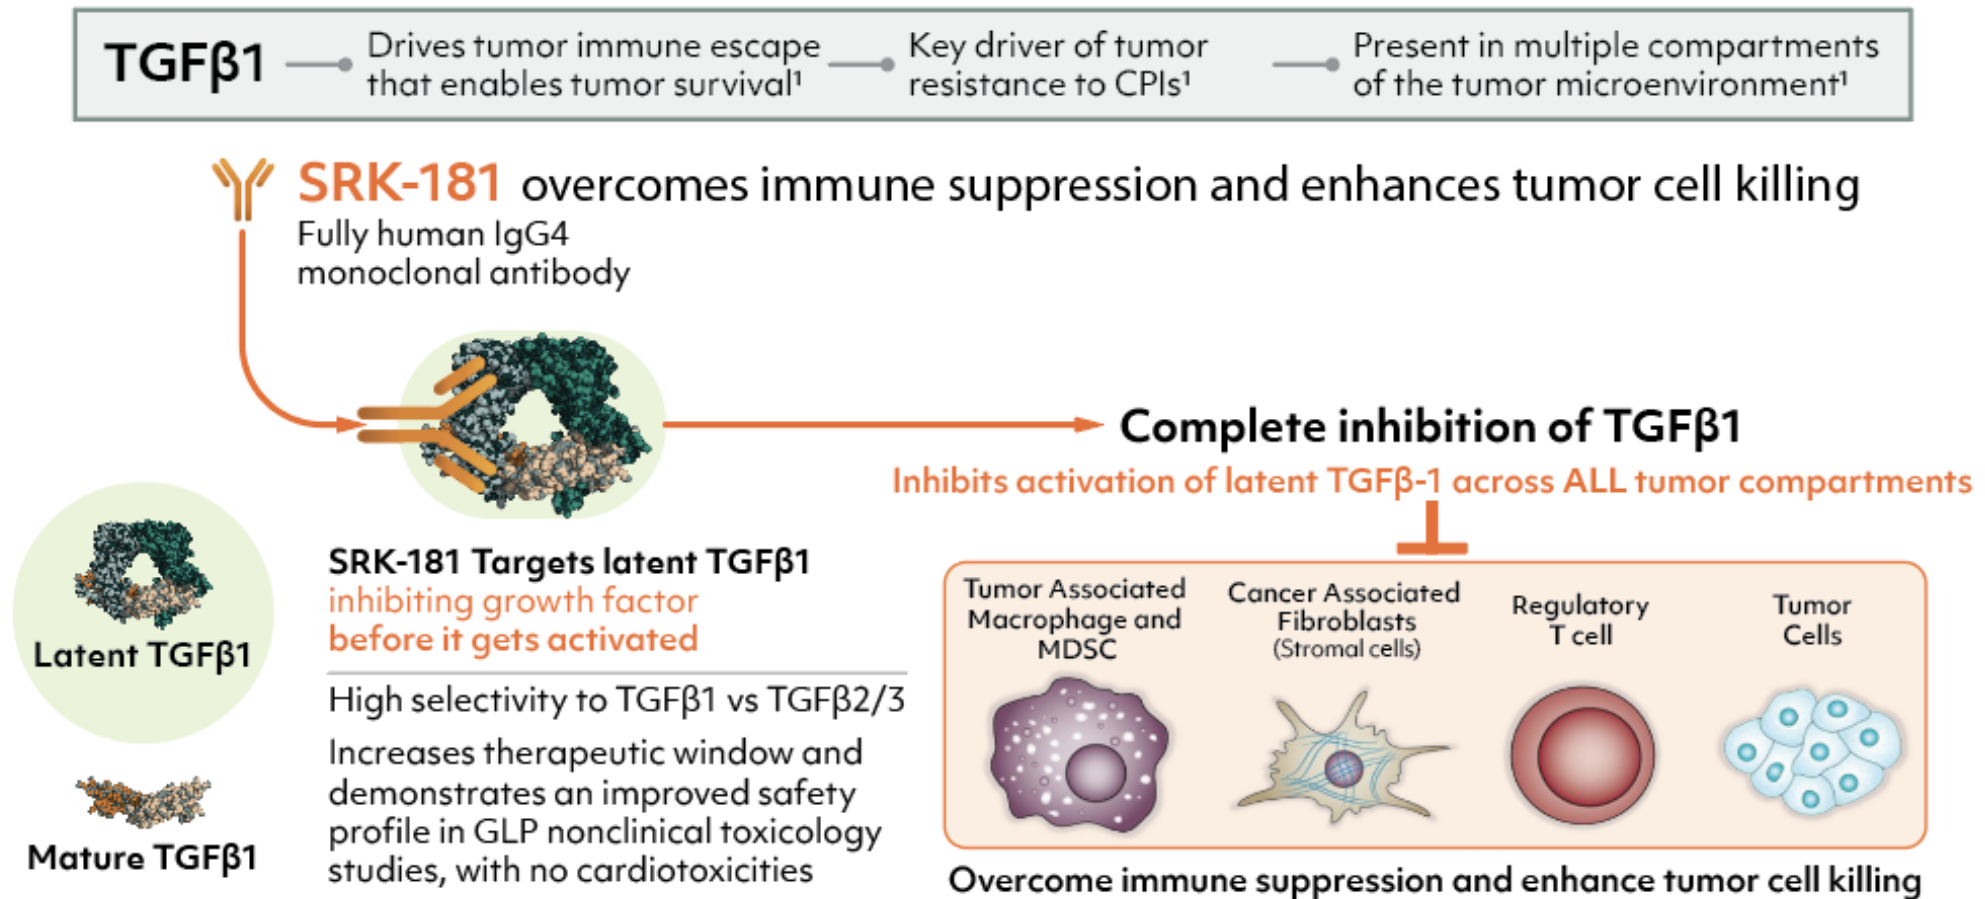 TGFβ1
Drives tumor immune escape
that enables tumor survival¹
Key driver of tumor
resistance to CPIs¹
Present in multiple compartments
of the tumor microenvironment¹
SRK-181 overcomes immune suppression and enhances tumor cell killing
Fully human IgG4
monoclonal antibody
Complete inhibition of TGFβ1
Inhibits activation of latent TGFβ-1 across ALL tumor compartments
Latent TGFβ1
Mature TGFβ1
SRK-181 Targets latent TGFβ1
inhibiting growth factor
before it gets activated
High selectivity to TGFβ1 vs TGFβ2/3
Increases therapeutic window and
demonstrates an improved safety
profile in GLP nonclinical toxicology
studies, with no cardiotoxicities
Tumor Associated
Macrophage and
MDSC
Cancer Associated
Fibroblasts
(Stromal cells)
Regulatory
T cell
Tumor
Cells
Overcome immune suppression and enhance tumor cell killing